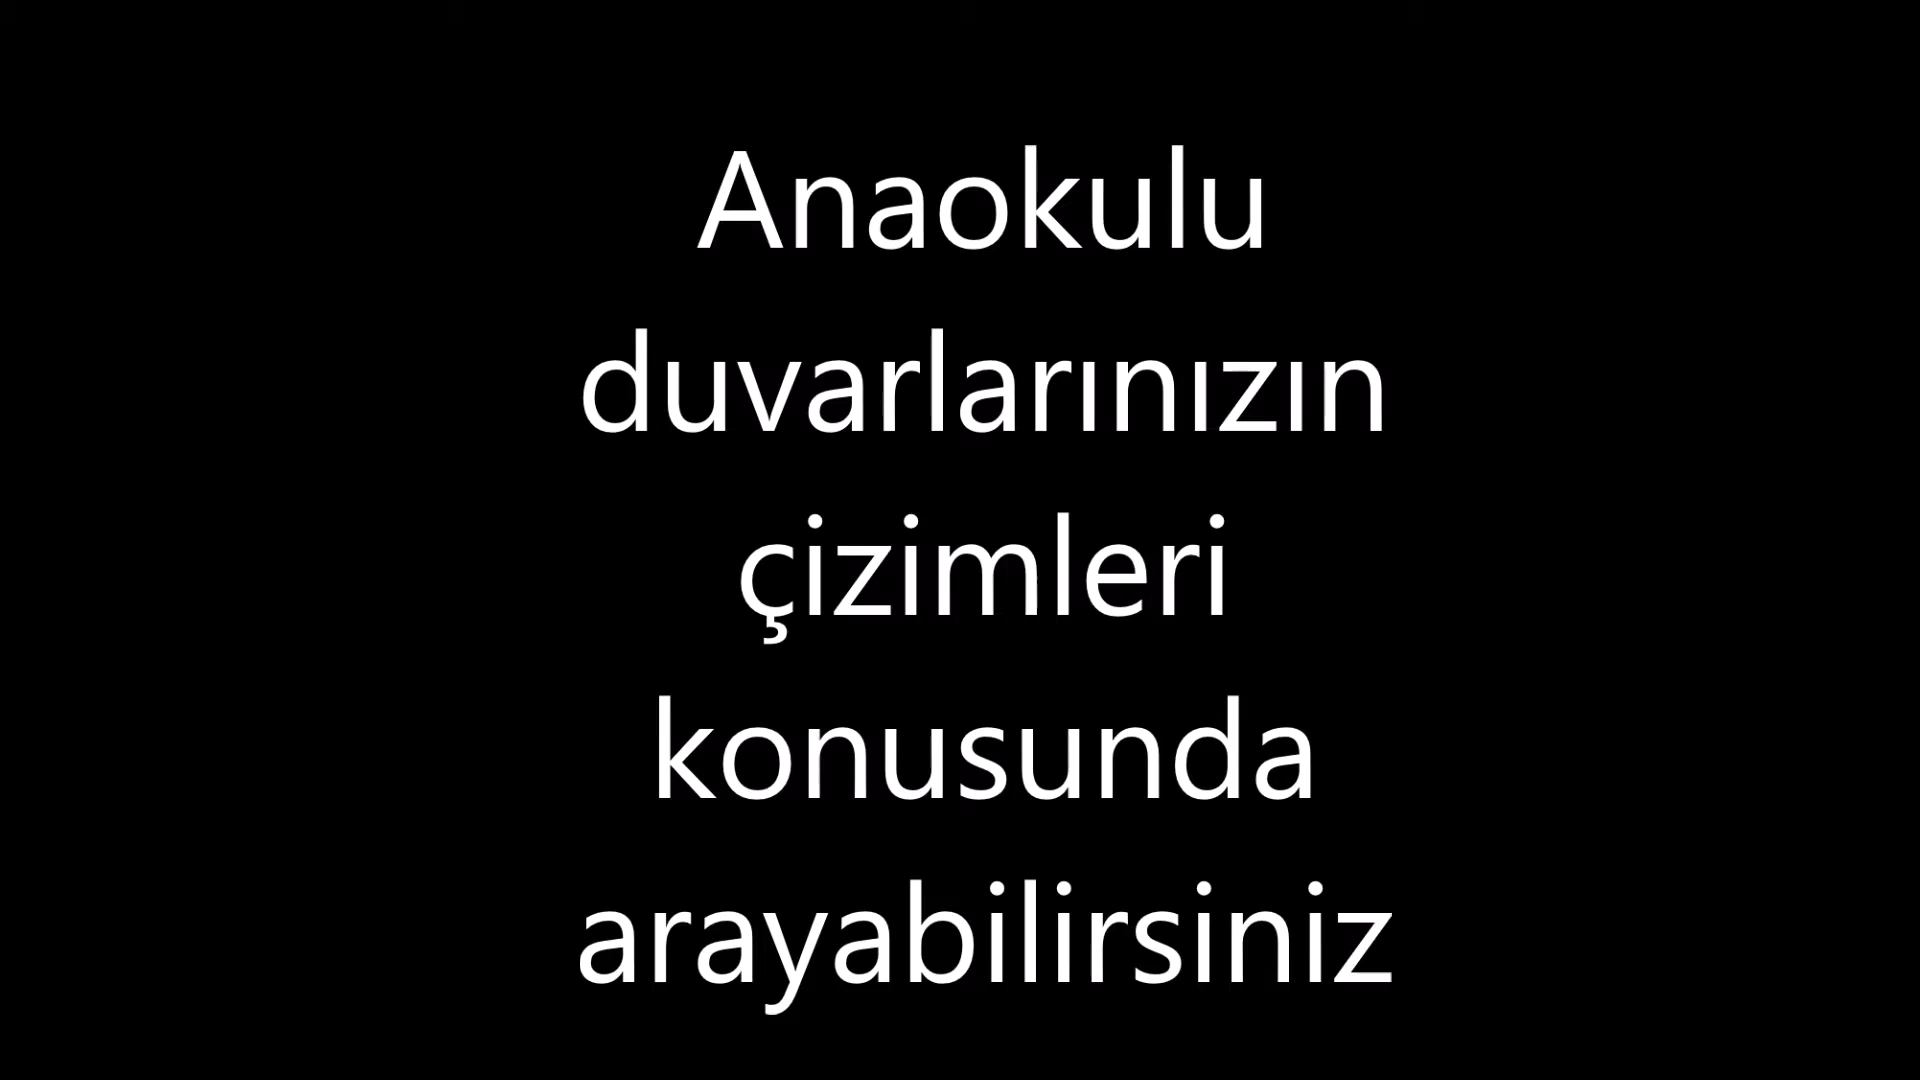 Anaokulu
duvarlarınızın
çizimleri
konusunda
arayabilirsiniz